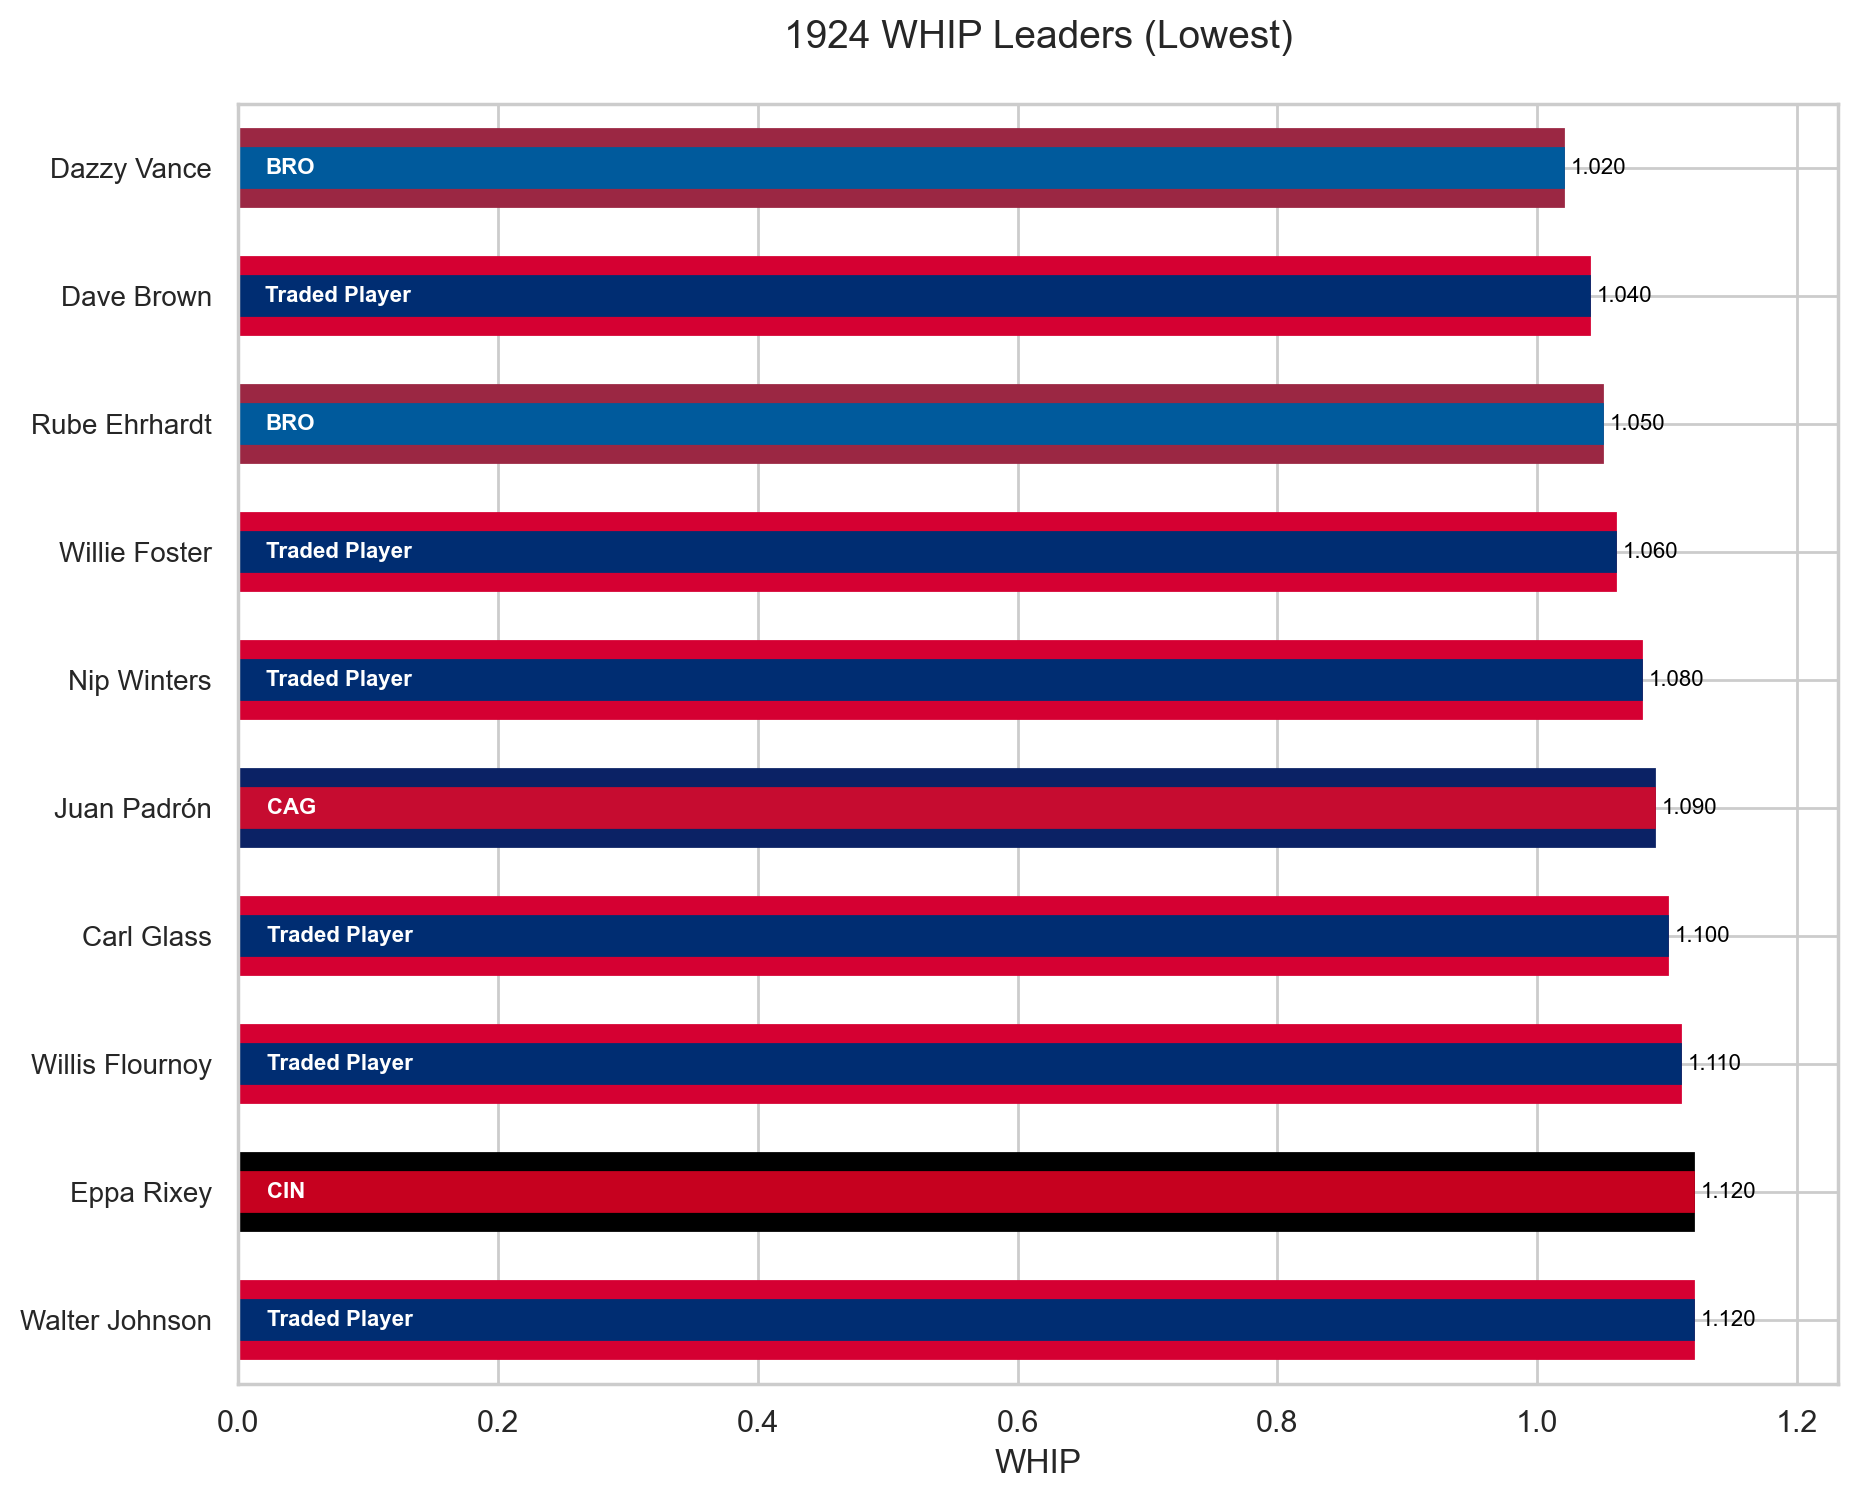 1924 WHIP Leaders (Lowest)
Dazzy Vance BRO 1.020
Dave Brown Traded Player 1.040
Rube Ehrhardt BRO 1.050
Willie Foster Traded Player 1.060
Nip Winters Traded Player 1.080
Juan Padrón CAG 1.090
Carl Glass Traded Player 1.100
Willis Flournoy Traded Player 1.110
Eppa Rixey CIN 1.120
Walter Johnson Traded Player 1.120
0.0 0.2 0.4 0.6 0.8 1.0 1.2
WHIP